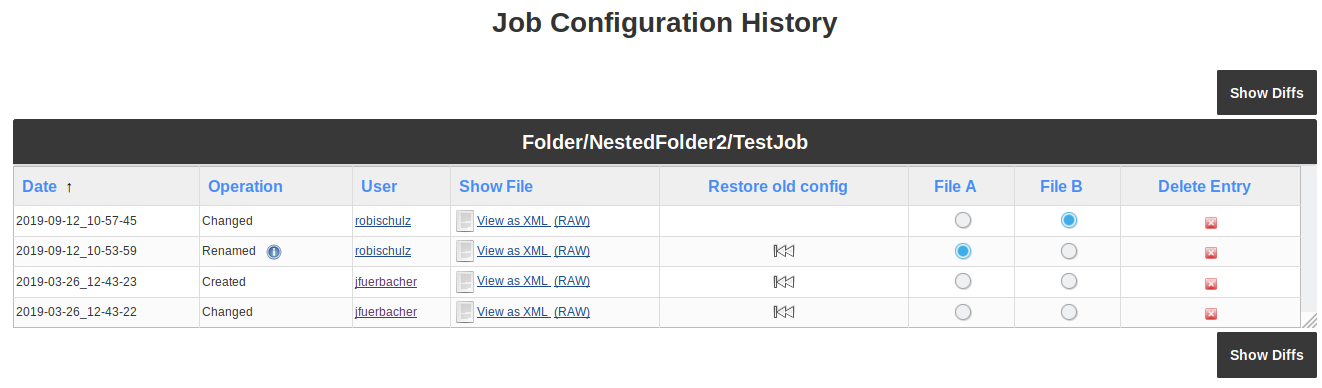 Job Configuration History
Show Diffs
Folder/NestedFolder2/TestJob
Date ↑ Operation User Show File Restore old config File A File B Delete Entry
2019-09-12_10-57-45 Changed robischulz View as XML (RAW)
2019-09-12_10-53-59 Renamed robischulz View as XML (RAW)
2019-03-26_12-43-23 Created jfuerbacher View as XML (RAW)
2019-03-26_12-43-22 Changed jfuerbacher View as XML (RAW)
Show Diffs